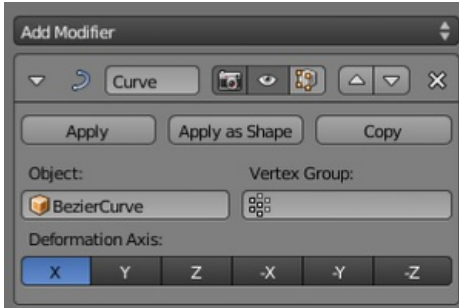 Add Modifier
Curve
Apply Apply as Shape Copy
Object: Vertex Group:
BezierCurve
Deformation Axis:
X Y Z -X -Y -Z